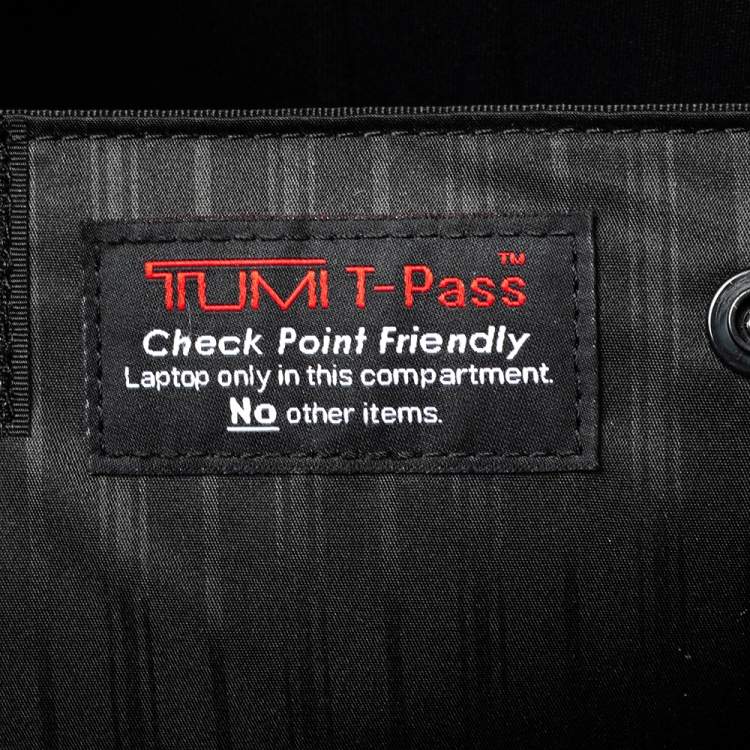 TUMI T-Pass™
Check Point Friendly
Laptop only in this compartment.
No other items.